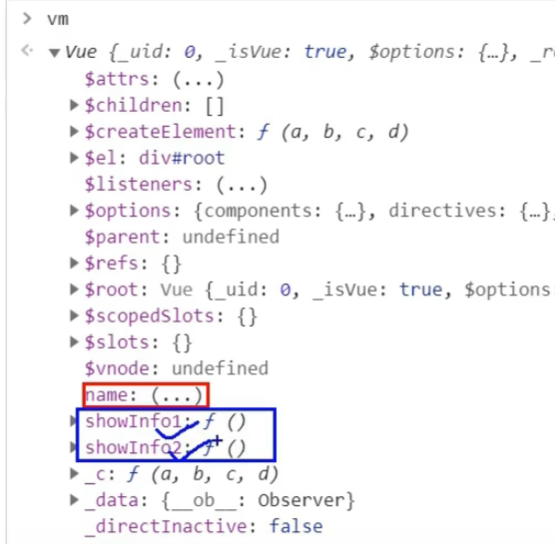 > vm
Vue {_uid: 0, _isVue: true, $options: {…}, _r
$attrs: (...)
$children: []
$createElement: ƒ (a, b, c, d)
$el: div#root
$listeners: (...)
$options: {components: {…}, directives: {…},
$parent: undefined
$refs: {}
$root: Vue {_uid: 0, _isVue: true, $options
$scopedSlots: {}
$slots: {}
$vnode: undefined
name: (...)
showInfo1: ƒ ()
showInfo2: ƒ ()
_c: ƒ (a, b, c, d)
_data: {__ob__: Observer}
_directInactive: false